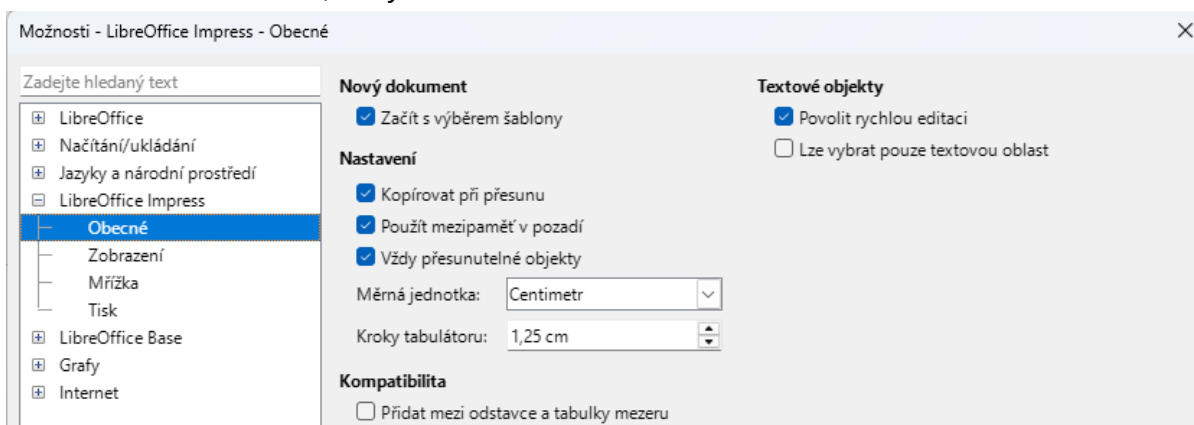 Možnosti - LibreOffice Impress - Obecné
Zadejte hledaný text
LibreOffice
Načítání/ukládání
Jazyky a národní prostředí
LibreOffice Impress
Obecné
Zobrazení
Mřížka
Tisk
LibreOffice Base
Grafy
Internet
Nový dokument
Začít s výběrem šablony
Nastavení
Kopírovat při přesunu
Použít mezipaměť v pozadí
Vždy přesunutelné objekty
Měrná jednotka: Centimetr
Kroky tabulátoru: 1,25 cm
Kompatibilita
Přidat mezi odstavce a tabulky mezeru
Textové objekty
Povolit rychlou editaci
Lze vybrat pouze textovou oblast